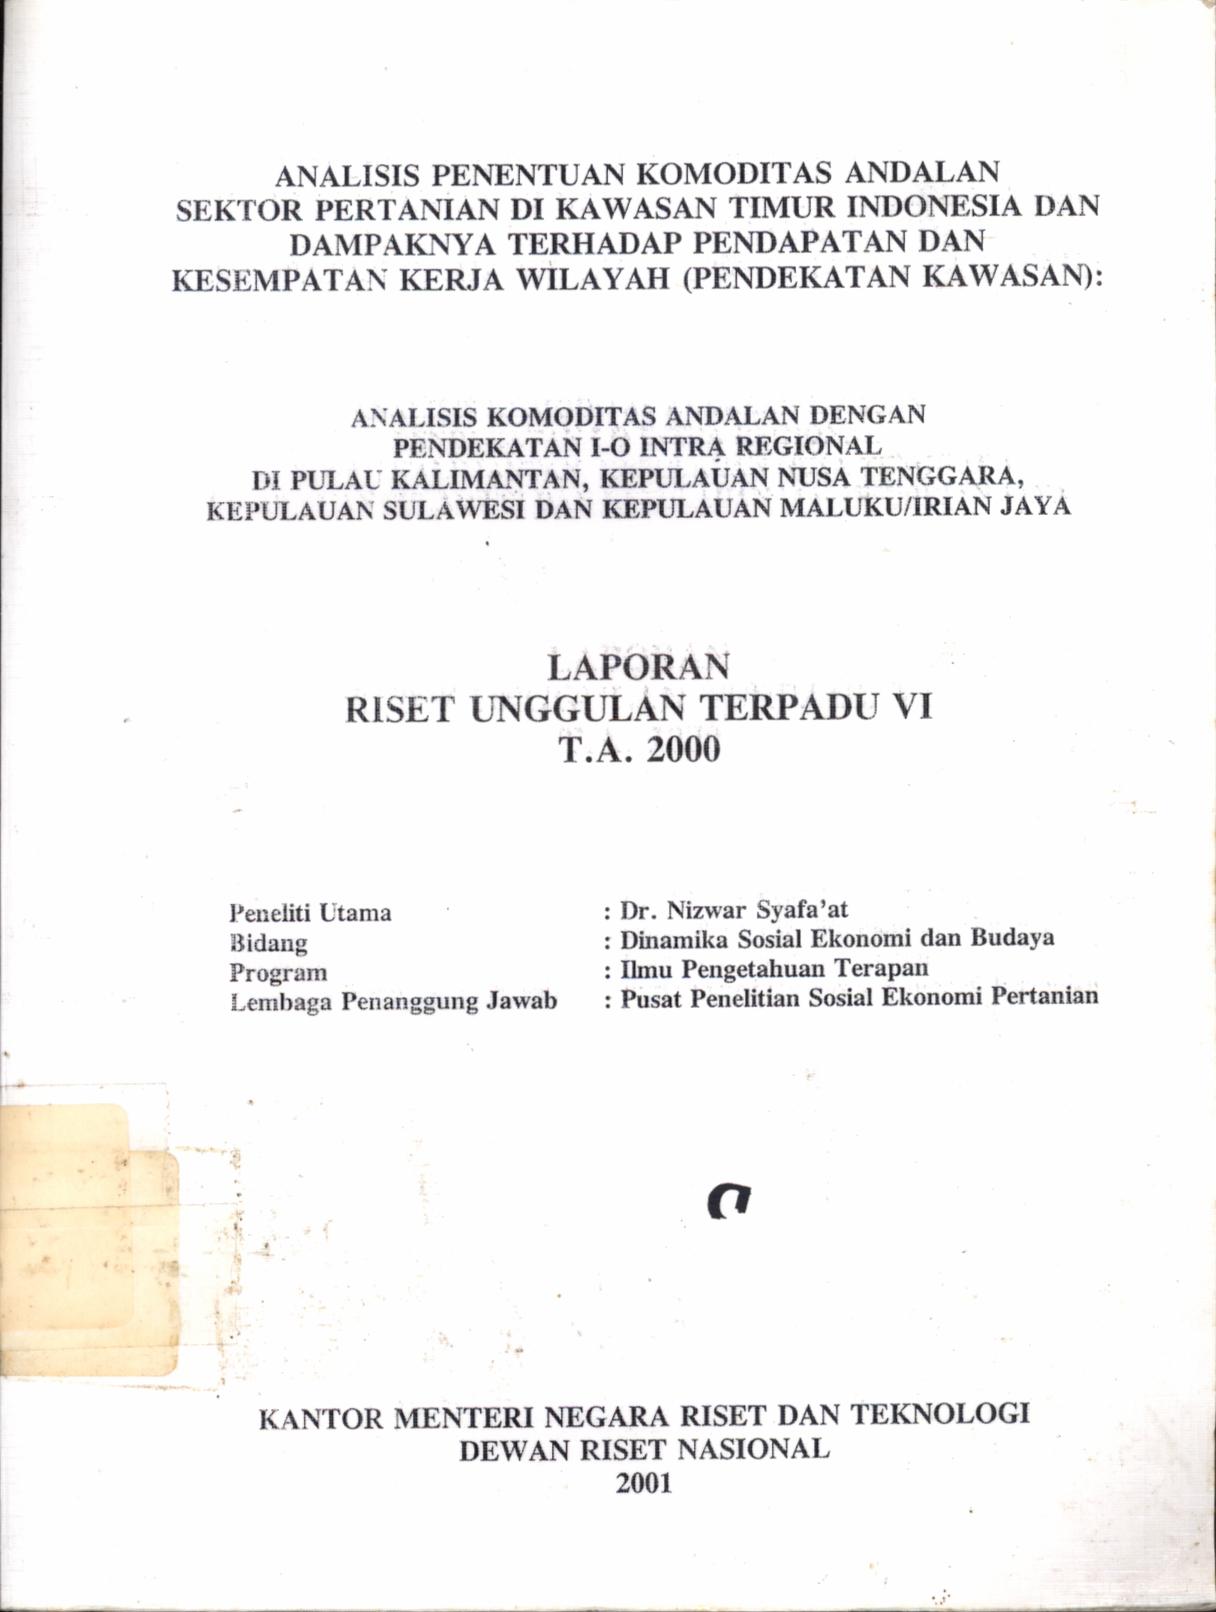 ANALISIS PENENTUAN KOMODITAS ANDALAN
SEKTOR PERTANIAN DI KAWASAN TIMUR INDONESIA DAN
DAMPAKNYA TERHADAP PENDAPATAN DAN
KESEMPATAN KERJA WILAYAH (PENDEKATAN KAWASAN):
ANALISIS KOMODITAS ANDALAN DENGAN
PENDEKATAN I-O INTRA REGIONAL
DI PULAU KALIMANTAN, KEPULAUAN NUSA TENGGARA,
KEPULAUAN SULAWESI DAN KEPULAUAN MALUKU/IRIAN JAYA
LAPORAN
RISET UNGGULAN TERPADU VI
T.A. 2000
Peneliti Utama : Dr. Nizwar Syafa'at
Bidang : Dinamika Sosial Ekonomi dan Budaya
Program : Ilmu Pengetahuan Terapan
Lembaga Penanggung Jawab : Pusat Penelitian Sosial Ekonomi Pertanian
KANTOR MENTERI NEGARA RISET DAN TEKNOLOGI
DEWAN RISET NASIONAL
2001